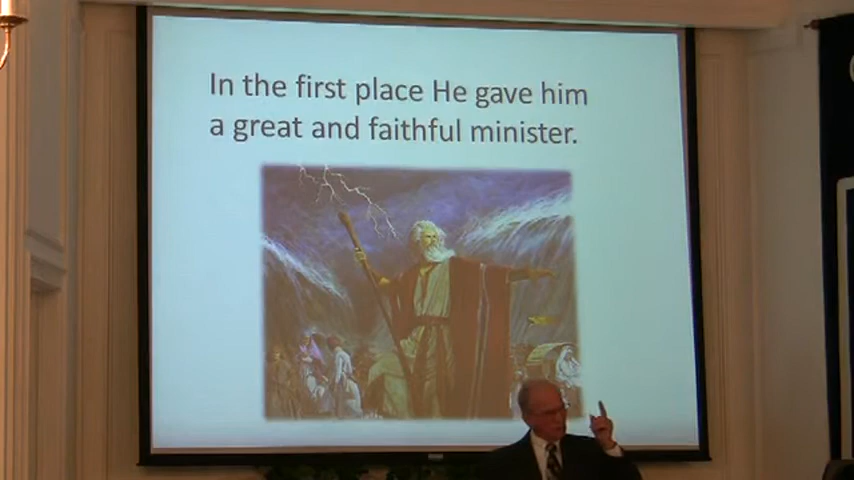 In the first place He gave him
a great and faithful minister.